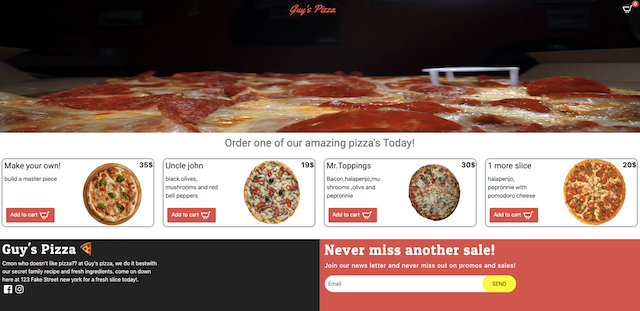 Guy's Pizza
0
Order one of our amazing pizza's Today!
Make your own! 35$
build a master piece
Add to cart
Uncle john 19$
black olives,
mushrooms and red
bell peppers
Add to cart
Mr.Toppings 30$
Bacon,halapenjo,mu
shrooms ,olivs and
pepronnie
Add to cart
1 more slice 20$
halapenjo,
pepronnie with
pomodoro cheese
Add to cart
Guy's Pizza
Cmon who doesn't like pizza?? at Guy's pizza, we do it bestwith
our secret family recipe and fresh ingredients. come on down
here at 123 Fake Street new york for a fresh slice today!.
Never miss another sale!
Join our news letter and never miss out on promos and sales!
Email SEND